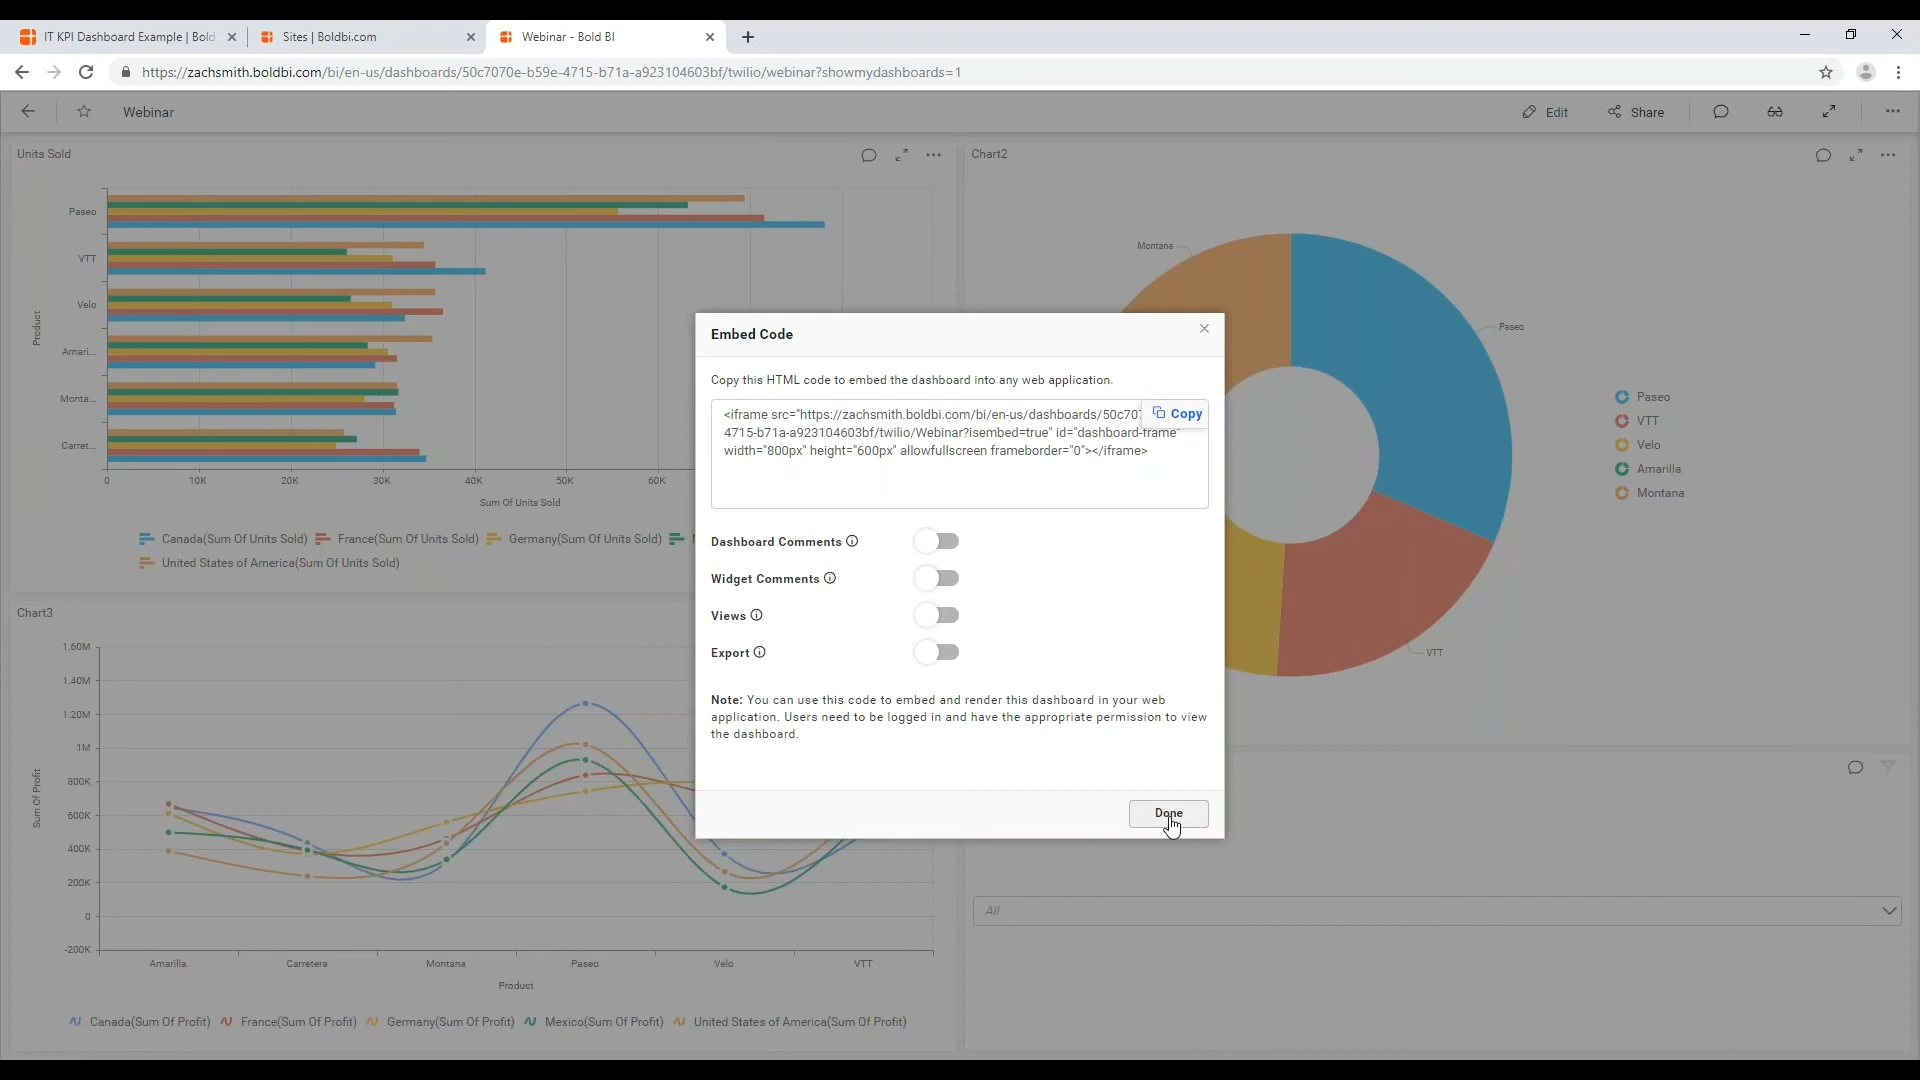 IT KPI Dashboard Example | Bold
Sites | Boldbi.com
Webinar - Bold BI
https://zachsmith.boldbi.com/bi/en-us/dashboards/50c7070e-b59e-4715-b71a-a923104603bf/twilio/webinar?showmydashboards=1
Webinar
Edit
Share
Units Sold
Chart2
Product
Paseo
VTT
Velo
Amari...
Monta...
Carret...
0 10K 20K 30K 40K 50K 60K
Sum Of Units Sold
Canada(Sum Of Units Sold) France(Sum Of Units Sold) Germany(Sum Of Units Sold)
United States of America(Sum Of Units Sold)
Montana
Paseo
VTT
Paseo
VTT
Velo
Amarilla
Montana
Embed Code
Copy this HTML code to embed the dashboard into any web application.
<iframe src="https://zachsmith.boldbi.com/bi/en-us/dashboards/50c707
Copy
4715-b71a-a923104603bf/twilio/Webinar?isembed=true" id="dashboard-frame"
width="800px" height="600px" allowfullscreen frameborder="0"></iframe>
Dashboard Comments
Widget Comments
Views
Export
Note: You can use this code to embed and render this dashboard in your web
application. Users need to be logged in and have the appropriate permission to view
the dashboard.
Done
Chart3
Sum Of Profit
1.60M
1.40M
1.20M
1M
800K
600K
400K
200K
0
-200K
Amarilla Carretera Montana Paseo Velo VTT
Product
Canada(Sum Of Profit) France(Sum Of Profit) Germany(Sum Of Profit) Mexico(Sum Of Profit) United States of America(Sum Of Profit)
All